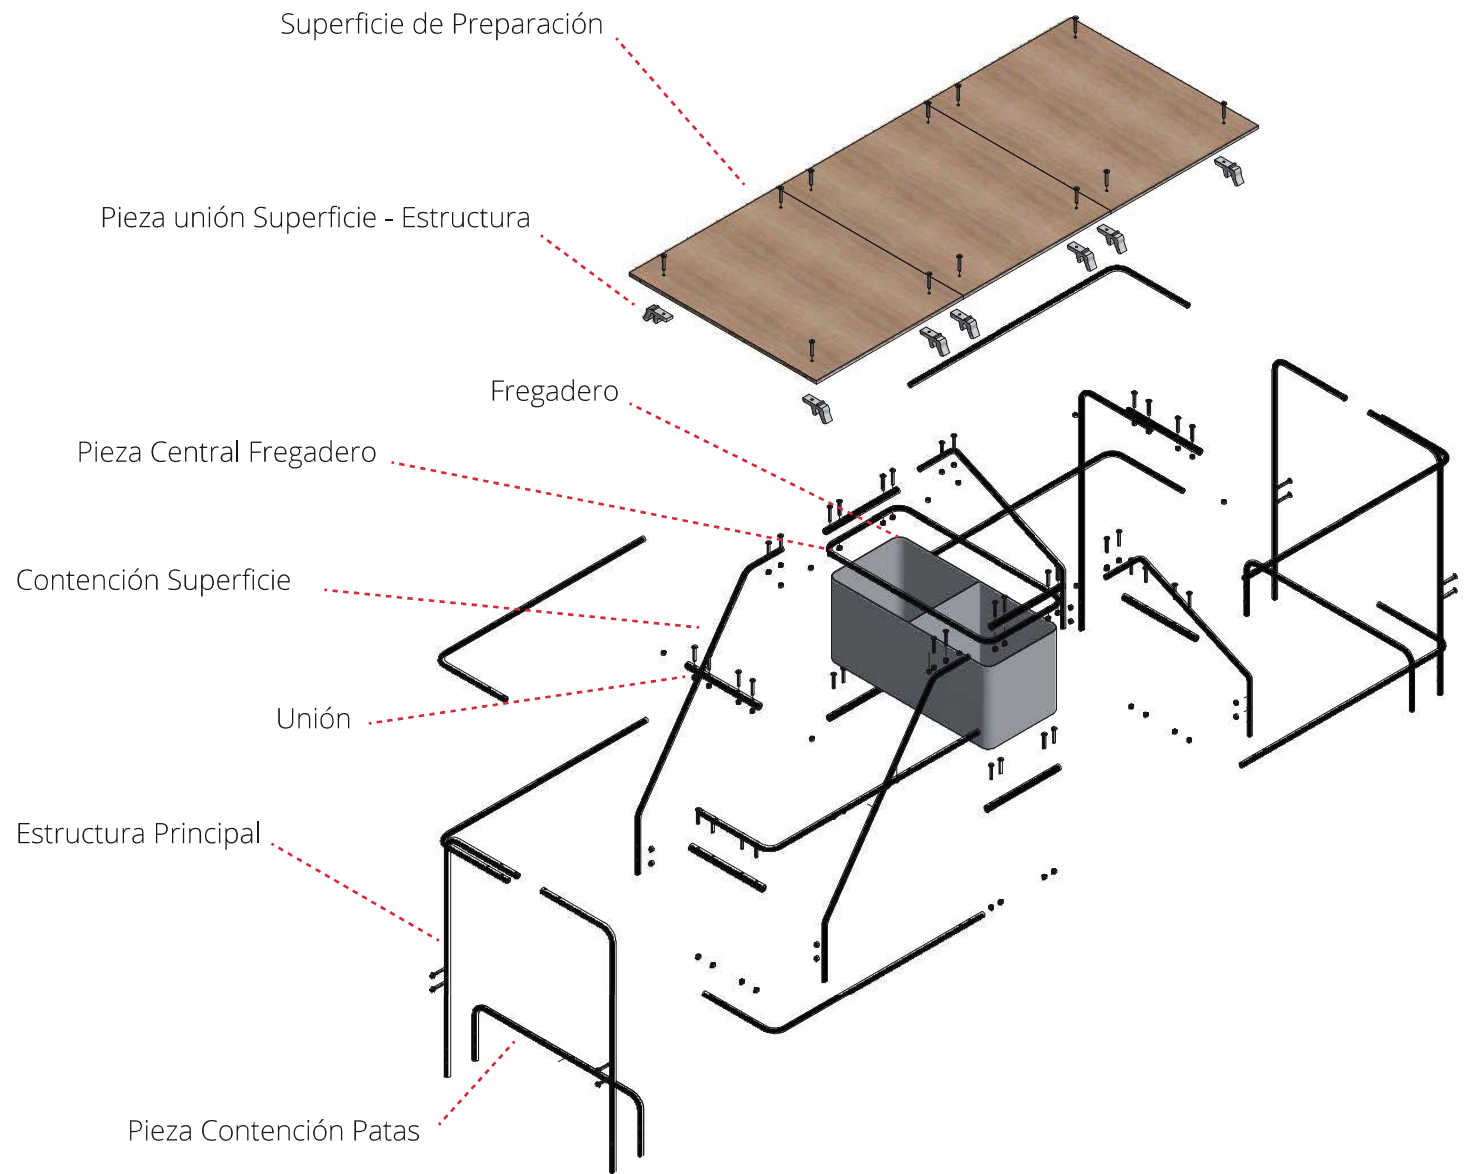 Superficie de Preparación
Pieza unión Superficie - Estructura
Fregadero
Pieza Central Fregadero
Contención Superficie
Unión
Estructura Principal
Pieza Contención Patas